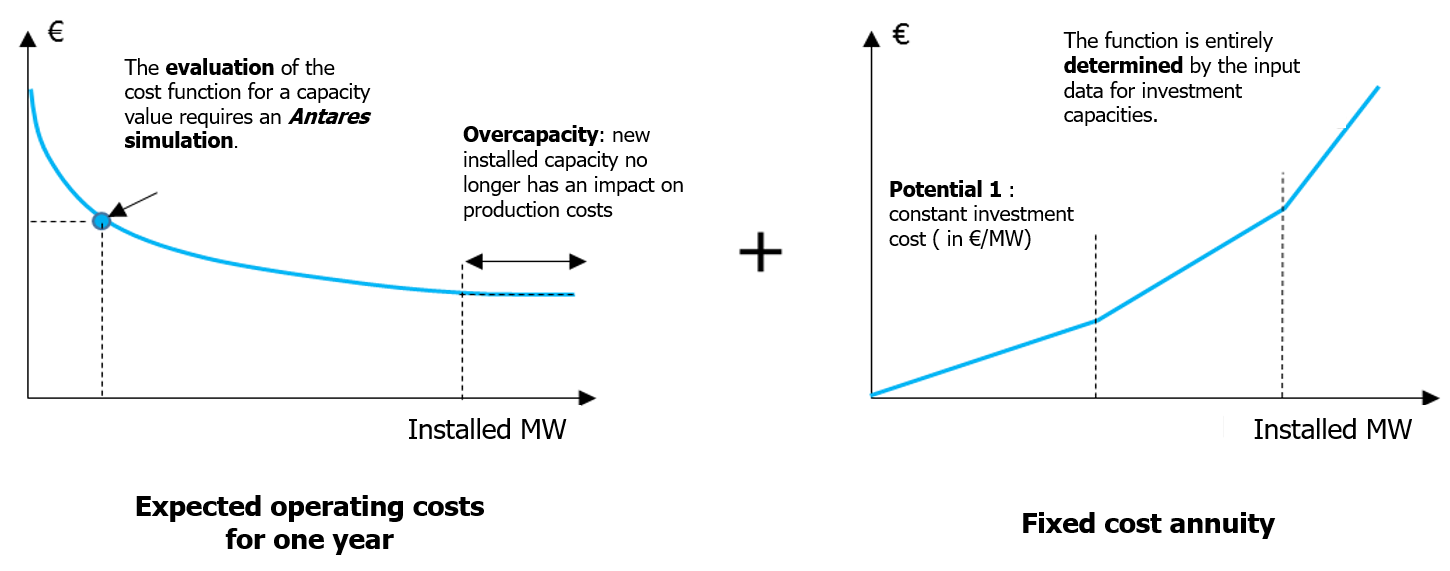 €
The evaluation of the
cost function for a capacity
value requires an Antares
simulation.
Overcapacity: new
installed capacity no
longer has an impact on
production costs
Installed MW
Expected operating costs
for one year
+
€
The function is entirely
determined by the input
data for investment
capacities.
Potential 1 :
constant investment
cost ( in €/MW)
Installed MW
Fixed cost annuity